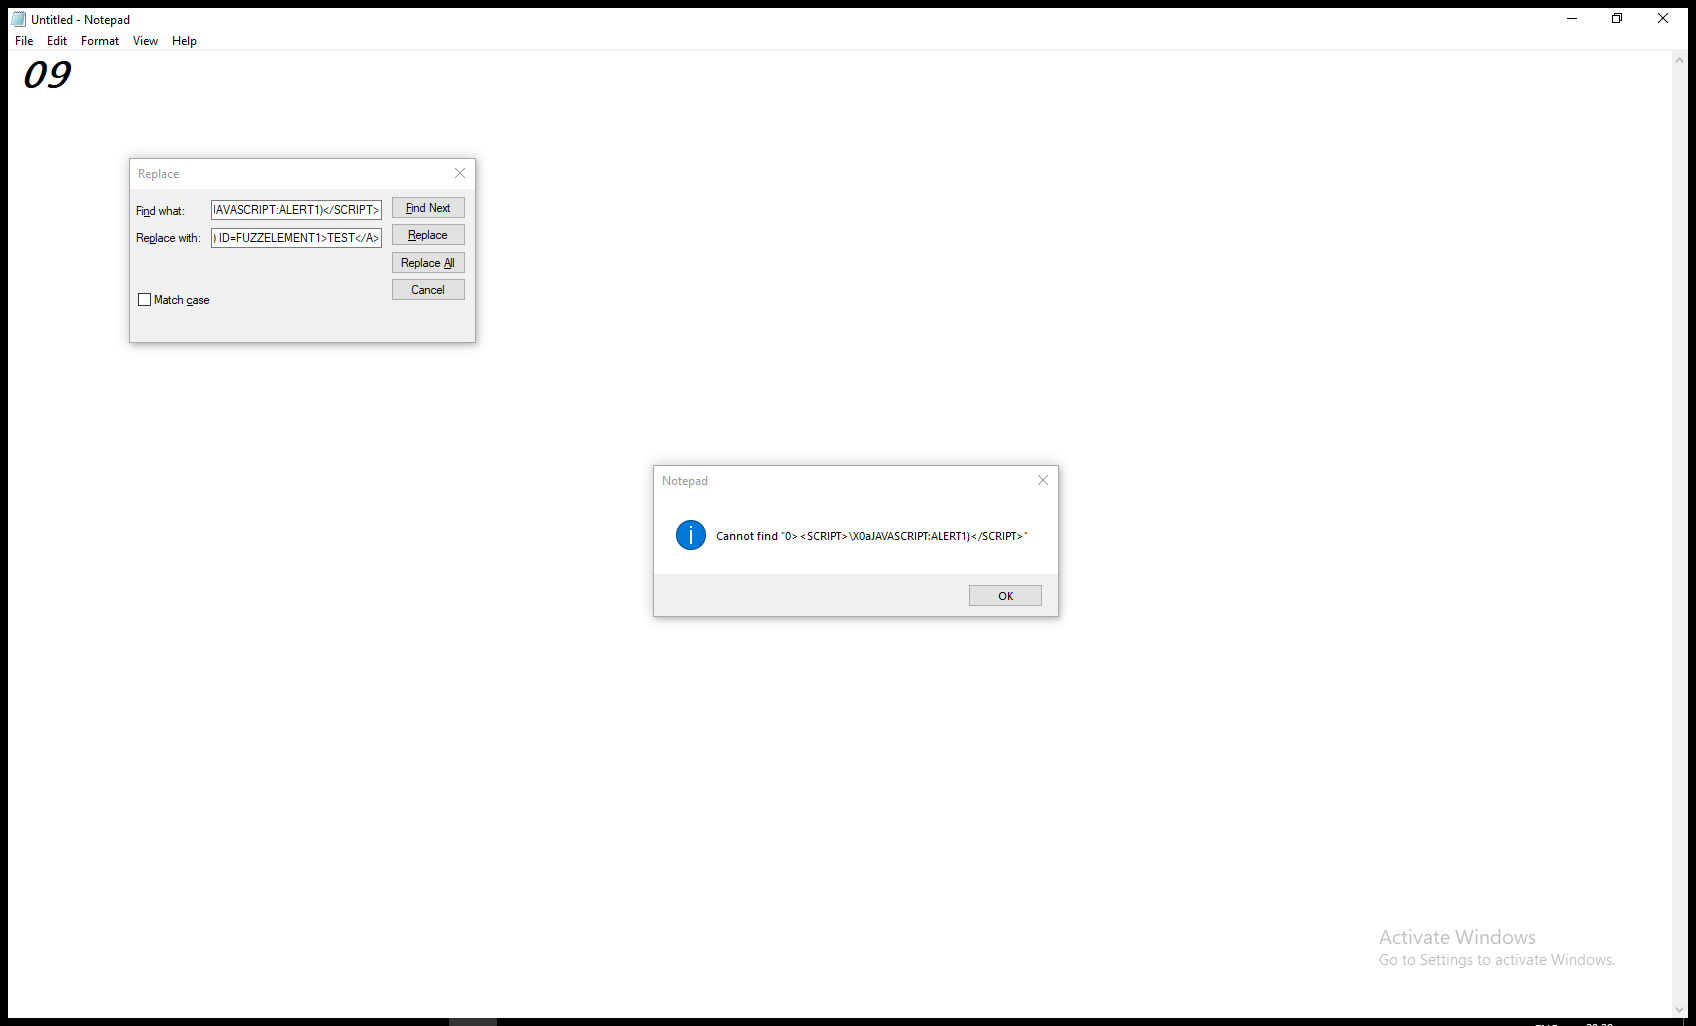 Untitled - Notepad
File Edit Format View Help
09
Replace
Find what: JAVASCRIPT:ALERT1)</SCRIPT> Find Next
Replace with: ) ID=FUZZELEMENT1>TEST</A> Replace
Replace All
Cancel
Match case
Notepad
Cannot find "0><SCRIPT>\X0aJAVASCRIPT:ALERT1)</SCRIPT>"
OK
Activate Windows
Go to Settings to activate Windows.